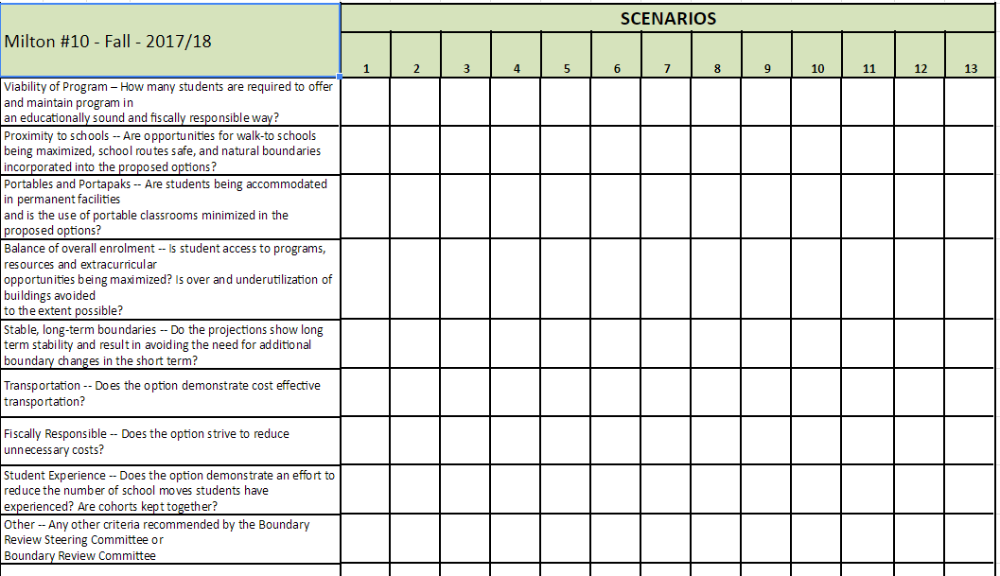 SCENARIOS
Milton #10 - Fall - 2017/18
1 2 3 4 5 6 7 8 9 10 11 12 13
Viability of Program – How many students are required to offer
and maintain program in
an educationally sound and fiscally responsible way?
Proximity to schools -- Are opportunities for walk-to schools
being maximized, school routes safe, and natural boundaries
incorporated into the proposed options?
Portables and Portapaks -- Are students being accommodated
in permanent facilities
and is the use of portable classrooms minimized in the
proposed options?
Balance of overall enrolment -- Is student access to programs,
resources and extracurricular
opportunities being maximized? Is over and underutilization of
buildings avoided
to the extent possible?
Stable, long-term boundaries -- Do the projections show long
term stability and result in avoiding the need for additional
boundary changes in the short term?
Transportation -- Does the option demonstrate cost effective
transportation?
Fiscally Responsible -- Does the option strive to reduce
unnecessary costs?
Student Experience -- Does the option demonstrate an effort to
reduce the number of school moves students have
experienced? Are cohorts kept together?
Other -- Any other criteria recommended by the Boundary
Review Steering Committee or
Boundary Review Committee